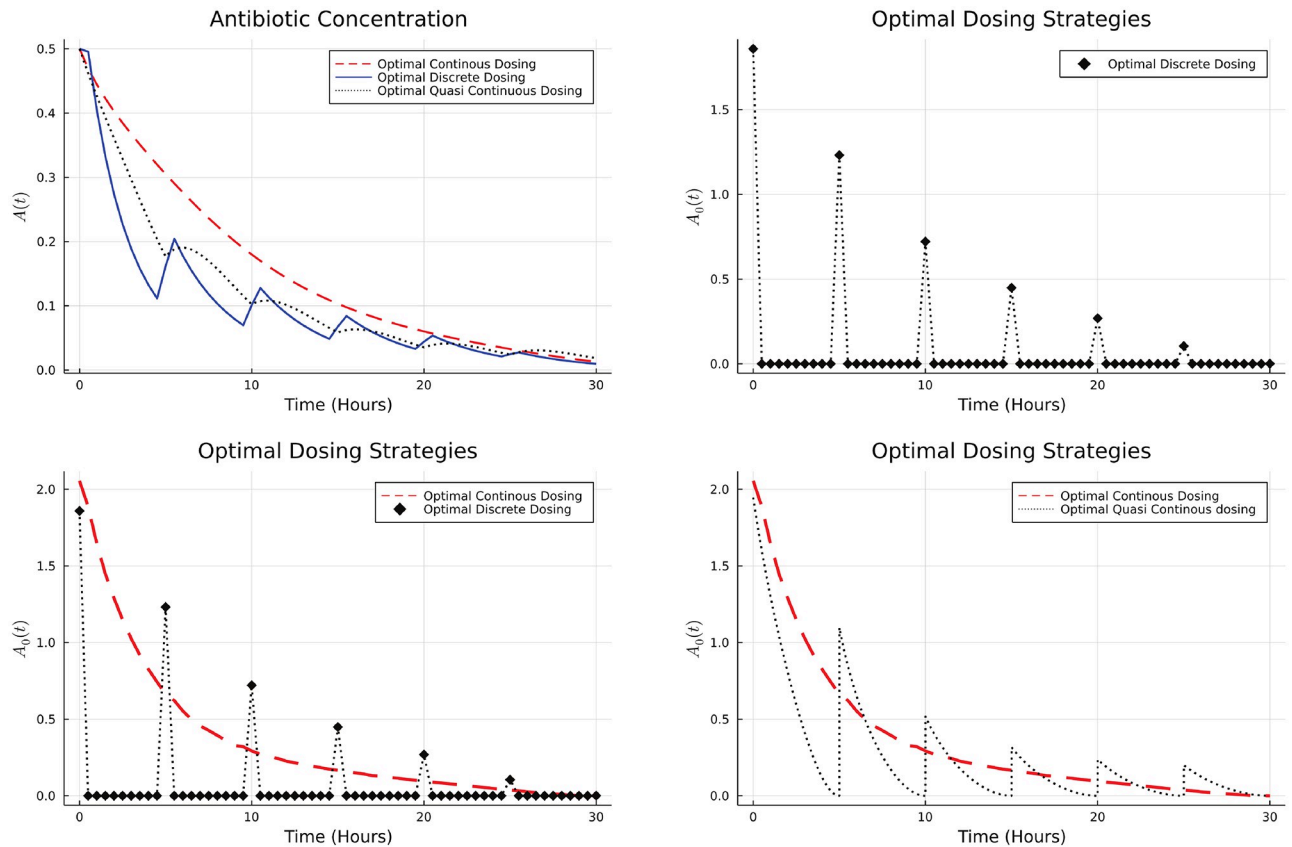 Antibiotic Concentration
0.5
0.4
0.3
0.2
0.1
0.0
A(t)
Optimal Continous Dosing
Optimal Discrete Dosing
Optimal Quasi Continuous Dosing
0 10 20 30
Time (Hours)
Optimal Dosing Strategies
1.5
1.0
0.5
0.0
A₀(t)
Optimal Discrete Dosing
0 10 20 30
Time (Hours)
Optimal Dosing Strategies
2.0
1.5
1.0
0.5
0.0
A₀(t)
Optimal Continous Dosing
Optimal Discrete Dosing
0 10 20 30
Time (Hours)
Optimal Dosing Strategies
2.0
1.5
1.0
0.5
0.0
A₀(t)
Optimal Continous Dosing
Optimal Quasi Continous dosing
0 10 20 30
Time (Hours)